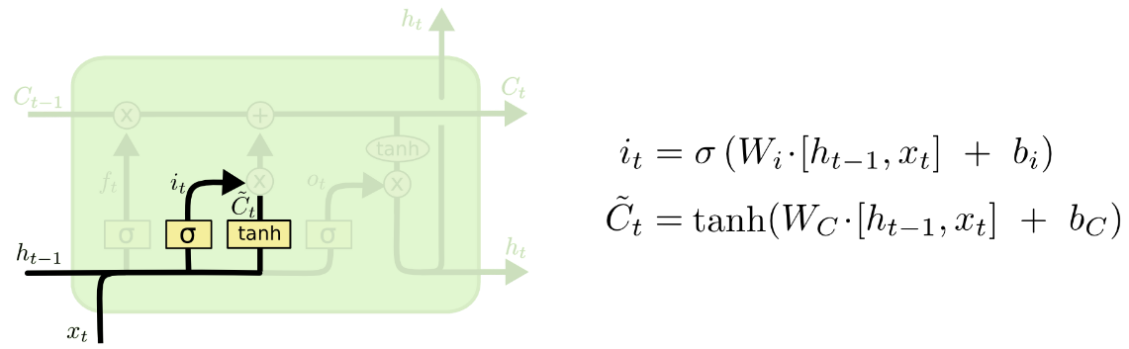 h_t
C_{t-1}
C_t
×
+
tanh
f_t
i_t
×
C̃_t
o_t
×
σ
σ
tanh
σ
h_{t-1}
h_t
x_t
i_t = σ (W_i·[h_{t-1}, x_t] + b_i)
C̃_t = tanh(W_C·[h_{t-1}, x_t] + b_C)